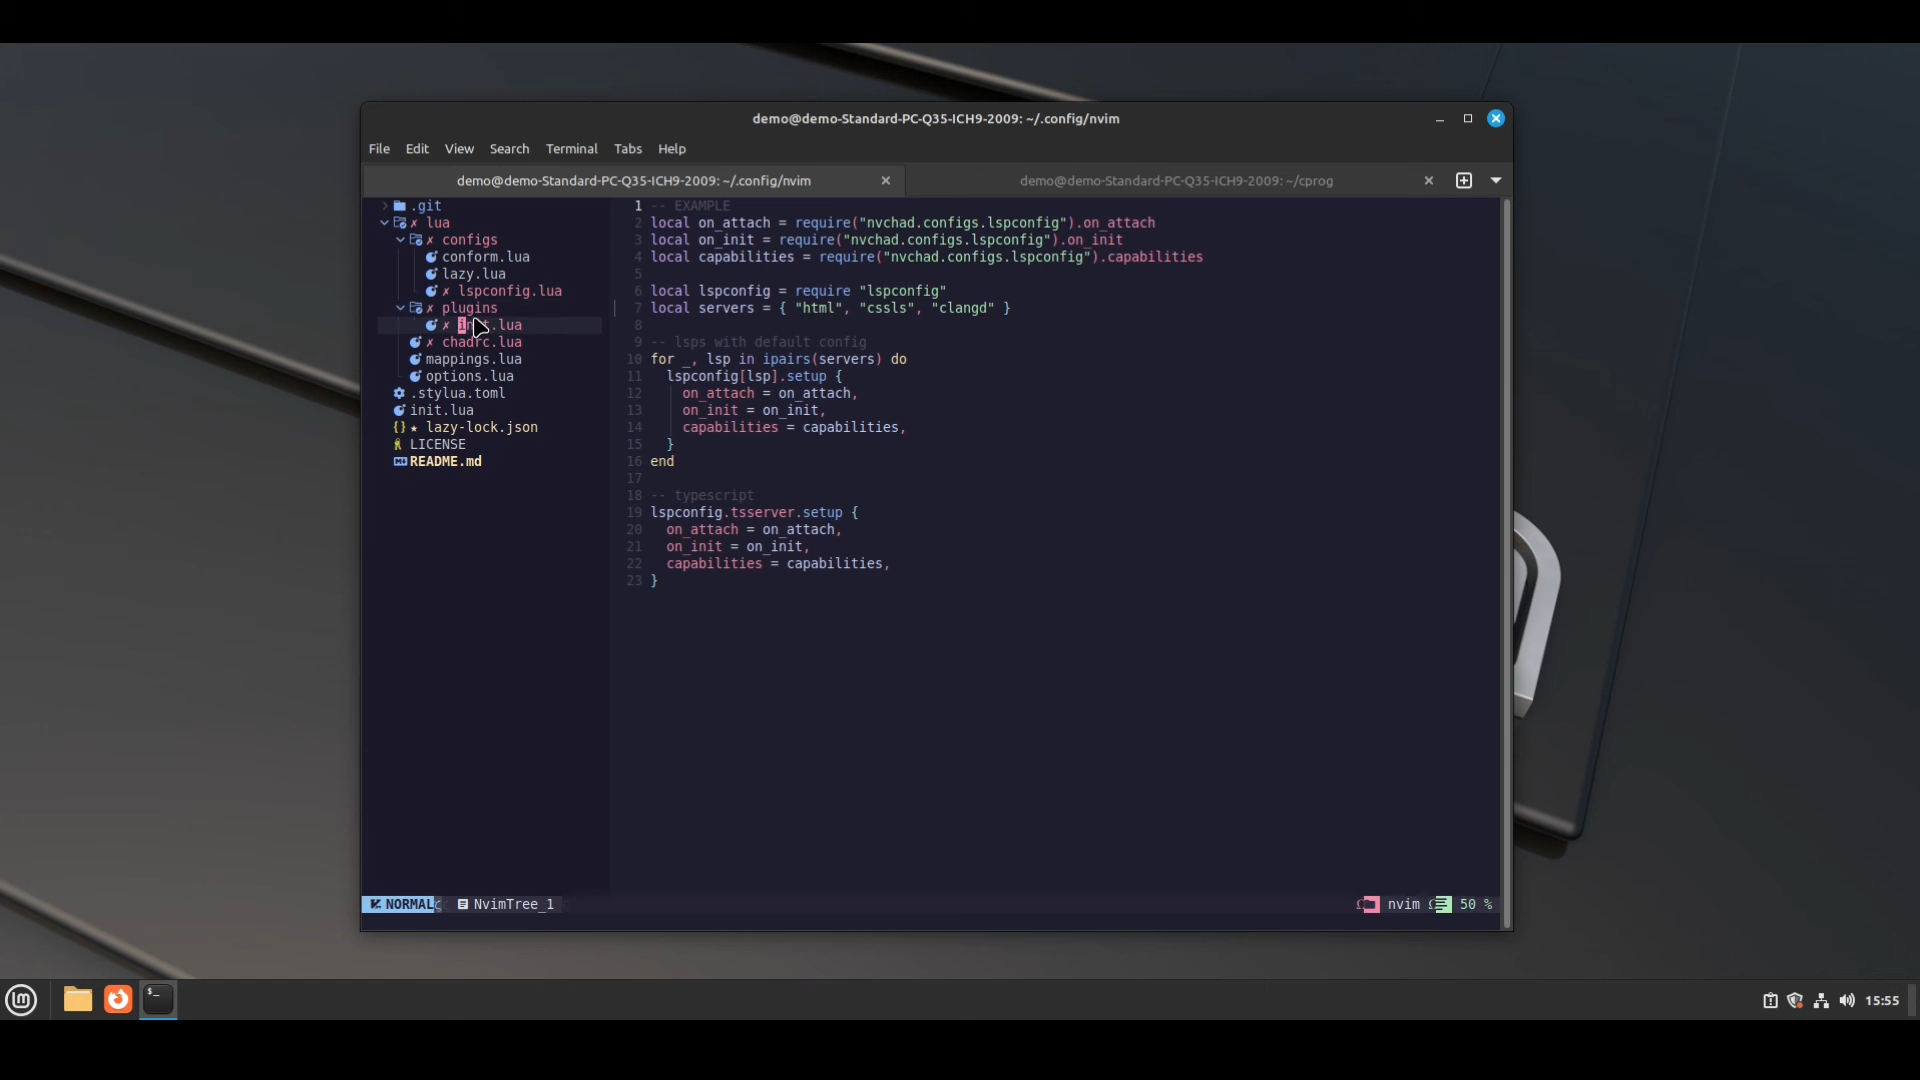 demo@demo-Standard-PC-Q35-ICH9-2009: ~/.config/nvim
File Edit View Search Terminal Tabs Help
demo@demo-Standard-PC-Q35-ICH9-2009: ~/.config/nvim
demo@demo-Standard-PC-Q35-ICH9-2009: ~/cprog
.git
lua
configs
conform.lua
lazy.lua
lspconfig.lua
plugins
init.lua
chadrc.lua
mappings.lua
options.lua
.stylua.toml
init.lua
{} ★ lazy-lock.json
LICENSE
README.md
1 -- EXAMPLE
2 local on_attach = require("nvchad.configs.lspconfig").on_attach
3 local on_init = require("nvchad.configs.lspconfig").on_init
4 local capabilities = require("nvchad.configs.lspconfig").capabilities
5
6 local lspconfig = require "lspconfig"
7 local servers = { "html", "cssls", "clangd" }
8
9 -- lsps with default config
10 for _, lsp in ipairs(servers) do
11 lspconfig[lsp].setup {
12 on_attach = on_attach,
13 on_init = on_init,
14 capabilities = capabilities,
15 }
16 end
17
18 -- typescript
19 lspconfig.tsserver.setup {
20 on_attach = on_attach,
21 on_init = on_init,
22 capabilities = capabilities,
23 }
NORMAL NvimTree_1 nvim 50 %
15:55